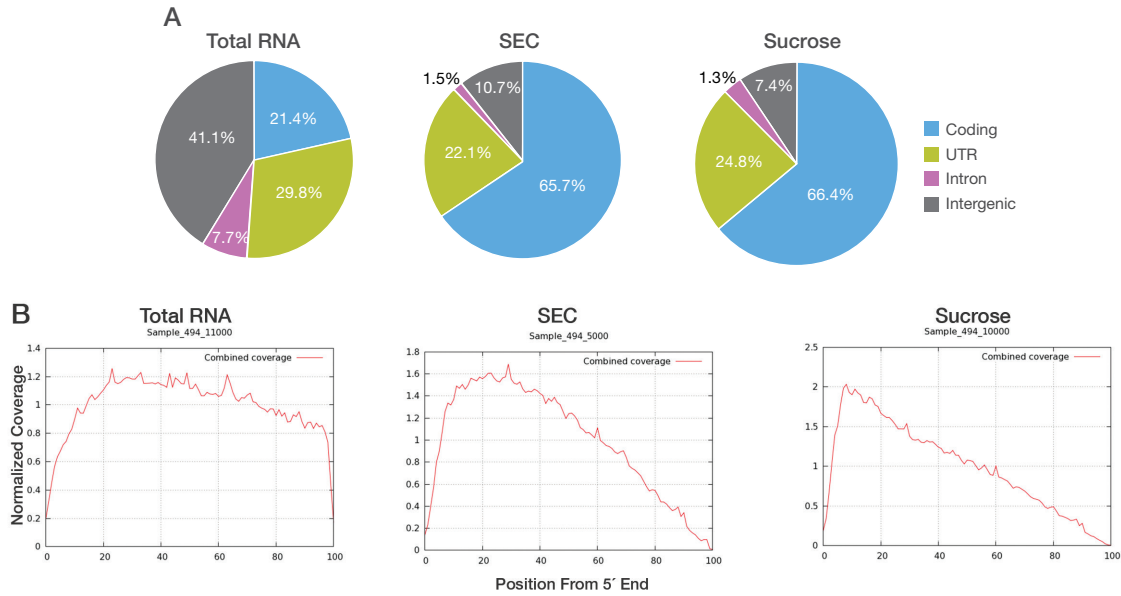 A
Total RNA
SEC
Sucrose
41.1%
21.4%
29.8%
7.7%
1.5%
10.7%
22.1%
65.7%
1.3%
7.4%
24.8%
66.4%
Coding
UTR
Intron
Intergenic
B
Total RNA
Sample_494_11000
Combined coverage
Normalized Coverage
1.4
1.2
1
0.8
0.6
0.4
0.2
0
0
20
40
60
80
100
SEC
Sample_494_5000
Combined coverage
1.8
1.6
1.4
1.2
1
0.8
0.6
0.4
0.2
0
0
20
40
60
80
100
Sucrose
Sample_494_10000
Combined coverage
2.5
2
1.5
1
0.5
0
0
20
40
60
80
100
Position From 5´ End